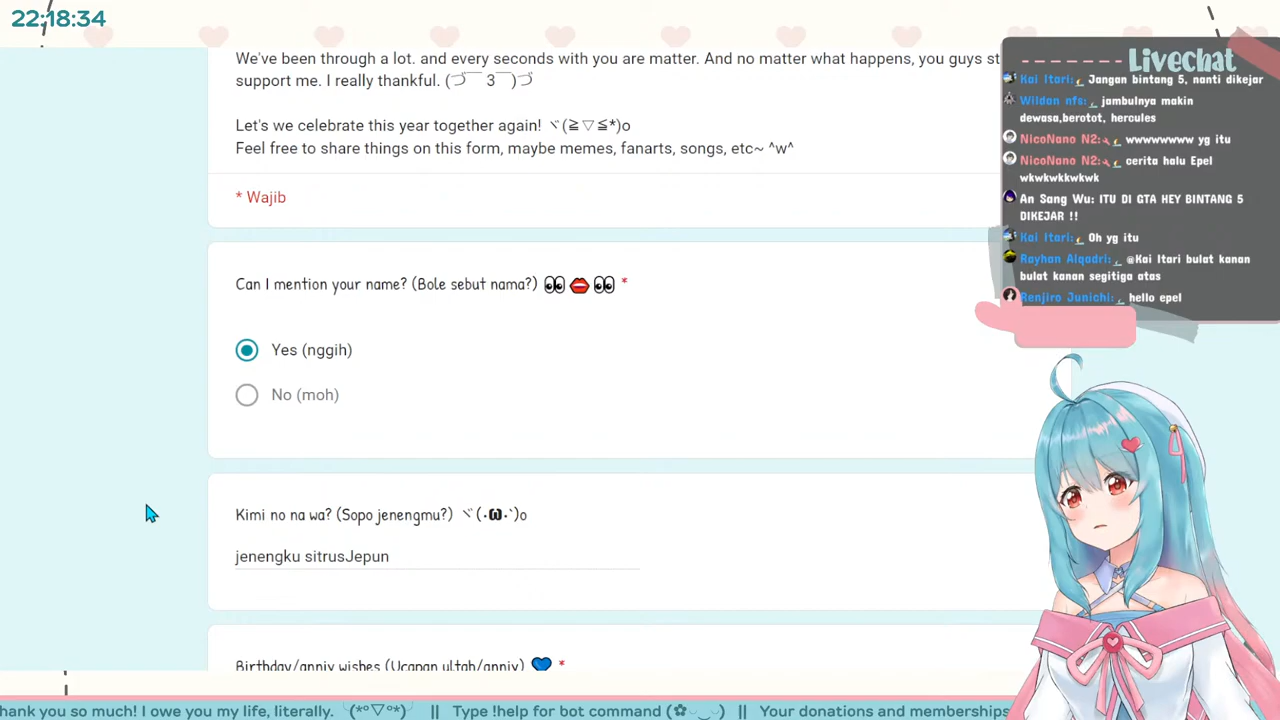 22:18:34
We've been through a lot. and every seconds with you are matter. And no matter what happens, you guys st
support me. I really thankful. (づ￣ 3￣)づ
Let's we celebrate this year together again! ヾ(≧▽≦*)o
Feel free to share things on this form, maybe memes, fanarts, songs, etc~ ^w^
* Wajib
Can I mention your name? (Bole sebut nama?) 👀👄👀 *
Yes (nggih)
No (moh)
Kimi no na wa? (Sopo jenengmu?) ヾ(･ω･`)o
jenengku sitrusJepun
Birthday/anniv wishes (Ucapan ultah/anniv) 💙 *
Livechat
Kai Itari: Jangan bintang 5, nanti dikejar
Wildan nfs: jambulnya makin
dewasa,berotot, hercules
NicoNano N2: wwwwwwww yg itu
NicoNano N2: cerita halu Epel
wkwkwkkwkwk
An Sang Wu: ITU DI GTA HEY BINTANG 5
DIKEJAR !!
Kai Itari: Oh yg itu
Rayhan Alqadri: @Kai Itari bulat kanan
bulat kanan segitiga atas
Renjiro Junichi: hello epel
hank you so much! I owe you my life, literally. (*°▽°*) || Type !help for bot command (✿◡‿◡) || Your donations and memberships